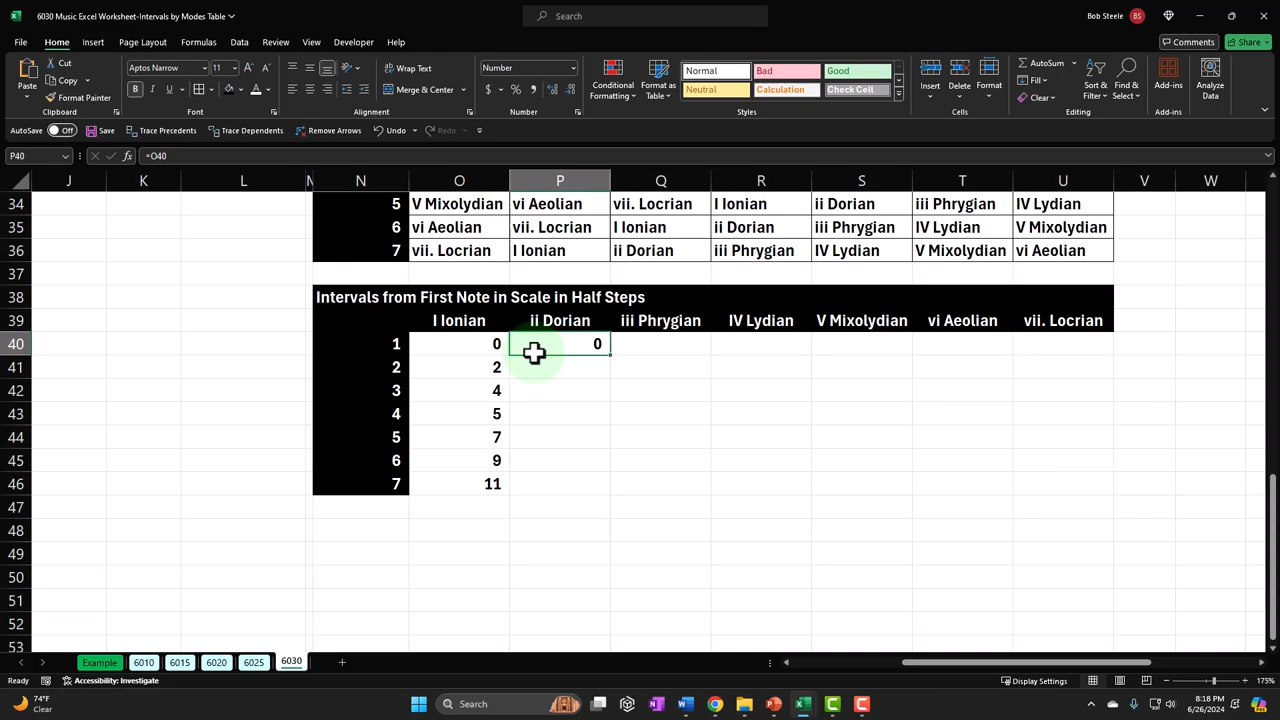 6030 Music Excel Worksheet-Intervals by Modes Table
Search
Bob Steele BS
File Home Insert Page Layout Formulas Data Review View Developer Help
Comments Share
Paste Cut Copy Format Painter Clipboard
Aptos Narrow 11 B I U Font
Wrap Text Merge & Center Alignment
Number $ % Number
Conditional Formatting Format as Table Normal Bad Good Neutral Calculation Check Cell Styles
Insert Delete Format Cells
AutoSum Fill Clear Sort & Filter Find & Select Editing
Add-ins Add-ins
Analyze Data
AutoSave Off Save Trace Precedents Trace Dependents Remove Arrows Undo Redo
P40 fx =O40
J K L M N O P Q R S T U V W
34 5 V Mixolydian vi Aeolian vii. Locrian I Ionian ii Dorian iii Phrygian IV Lydian
35 6 vi Aeolian vii. Locrian I Ionian ii Dorian iii Phrygian IV Lydian V Mixolydian
36 7 vii. Locrian I Ionian ii Dorian iii Phrygian IV Lydian V Mixolydian vi Aeolian
37
38 Intervals from First Note in Scale in Half Steps
39 I Ionian ii Dorian iii Phrygian IV Lydian V Mixolydian vi Aeolian vii. Locrian
40 1 0 0
41 2 2
42 3 4
43 4 5
44 5 7
45 6 9
46 7 11
47
48
49
50
51
52
53
Example 6010 6015 6020 6025 6030
Ready Accessibility: Investigate Display Settings 175%
74°F
Clear
Search
8:18 PM
6/26/2024